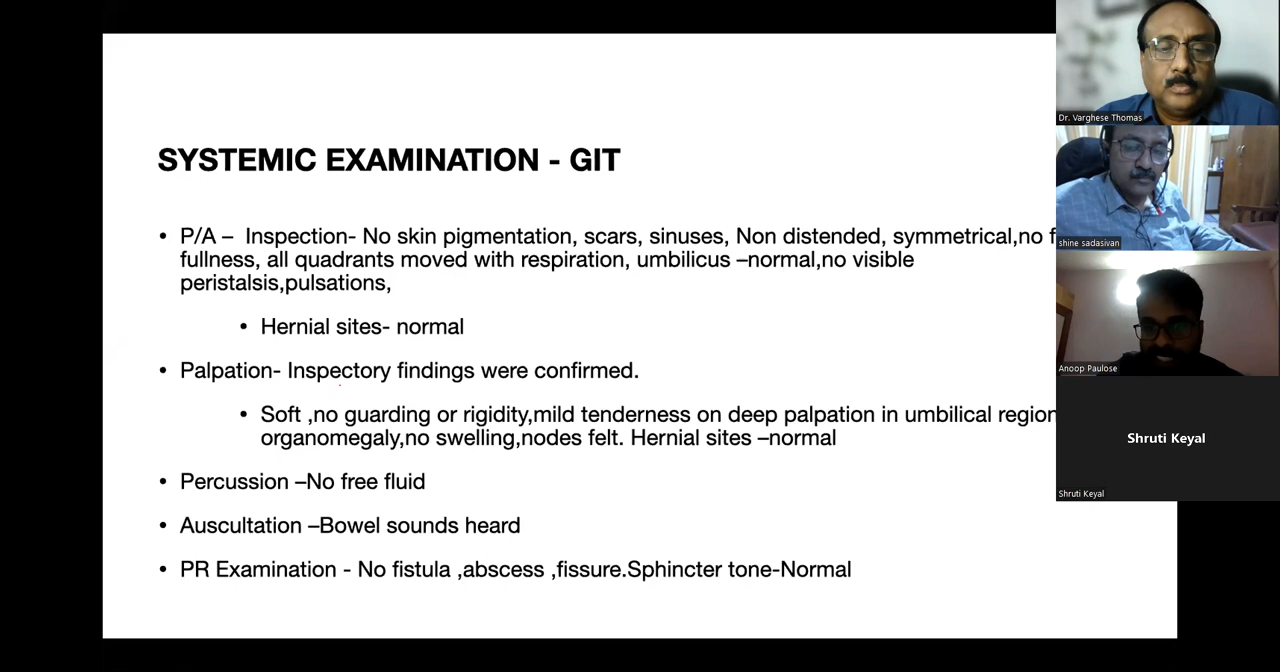 SYSTEMIC EXAMINATION - GIT
• P/A – Inspection- No skin pigmentation, scars, sinuses, Non distended, symmetrical,no
fullness, all quadrants moved with respiration, umbilicus –normal,no visible
peristalsis,pulsations,
• Hernial sites- normal
• Palpation- Inspectory findings were confirmed.
• Soft ,no guarding or rigidity,mild tenderness on deep palpation in umbilical region
organomegaly,no swelling,nodes felt. Hernial sites –normal
• Percussion –No free fluid
• Auscultation –Bowel sounds heard
• PR Examination - No fistula ,abscess ,fissure.Sphincter tone-Normal
Dr. Varghese Thomas
shine sadasivan
Anoop Paulose
Shruti Keyal
Shruti Keyal